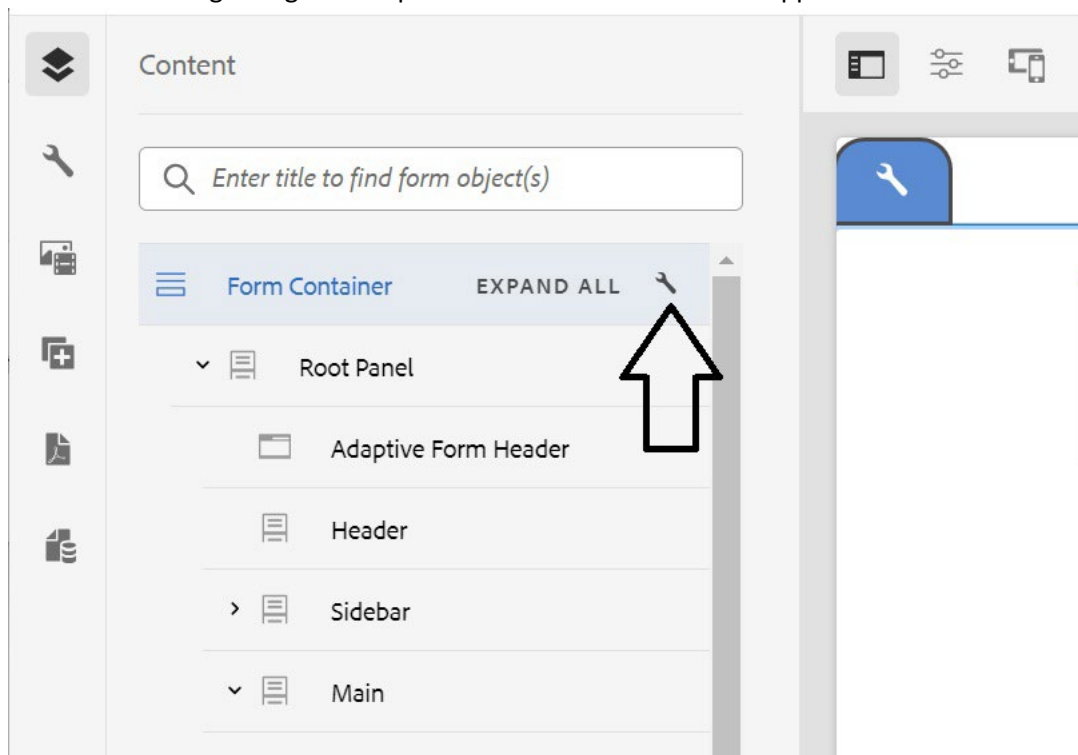 Content
Enter title to find form object(s)
Form Container EXPAND ALL
Root Panel
Adaptive Form Header
Header
Sidebar
Main